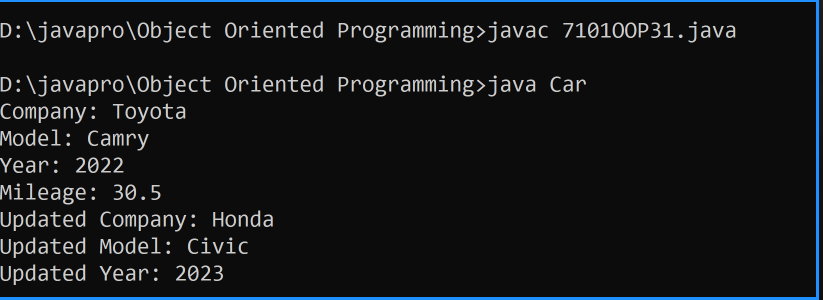 D:\javapro\Object Oriented Programming>javac 7101OOP31.java
D:\javapro\Object Oriented Programming>java Car
Company: Toyota
Model: Camry
Year: 2022
Mileage: 30.5
Updated Company: Honda
Updated Model: Civic
Updated Year: 2023